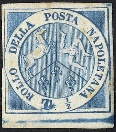 BOLLO DELLA POSTA NAPOLETANA
T ½